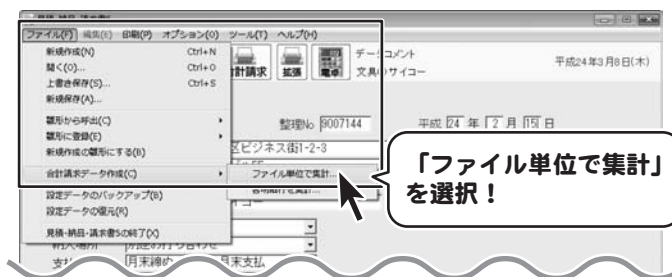 ファイル(F) 編集(E) 印刷(P) オプション(O) ツール(T) ヘルプ(H)
新規作成(N) Ctrl+N
開く(O)... Ctrl+O
上書き保存(S)... Ctrl+S
新規保存(A)...
雛形から呼出(C)
雛形に登録(E)
新規作成の雛形にする(B)
合計請求データ作成(C)
設定データのバックアップ(B)
設定データの復元(R)
見積・納品・請求書5の終了(X)
計請求 拡張 電卓
データコメント
文具のサイコー
平成24年3月8日(木)
整理No 9007144 平成 24 年 2 月 15 日
区ビジネス街1-2-3
ファイル単位で集計...
月末締め 月末支払
「ファイル単位で集計」
を選択！